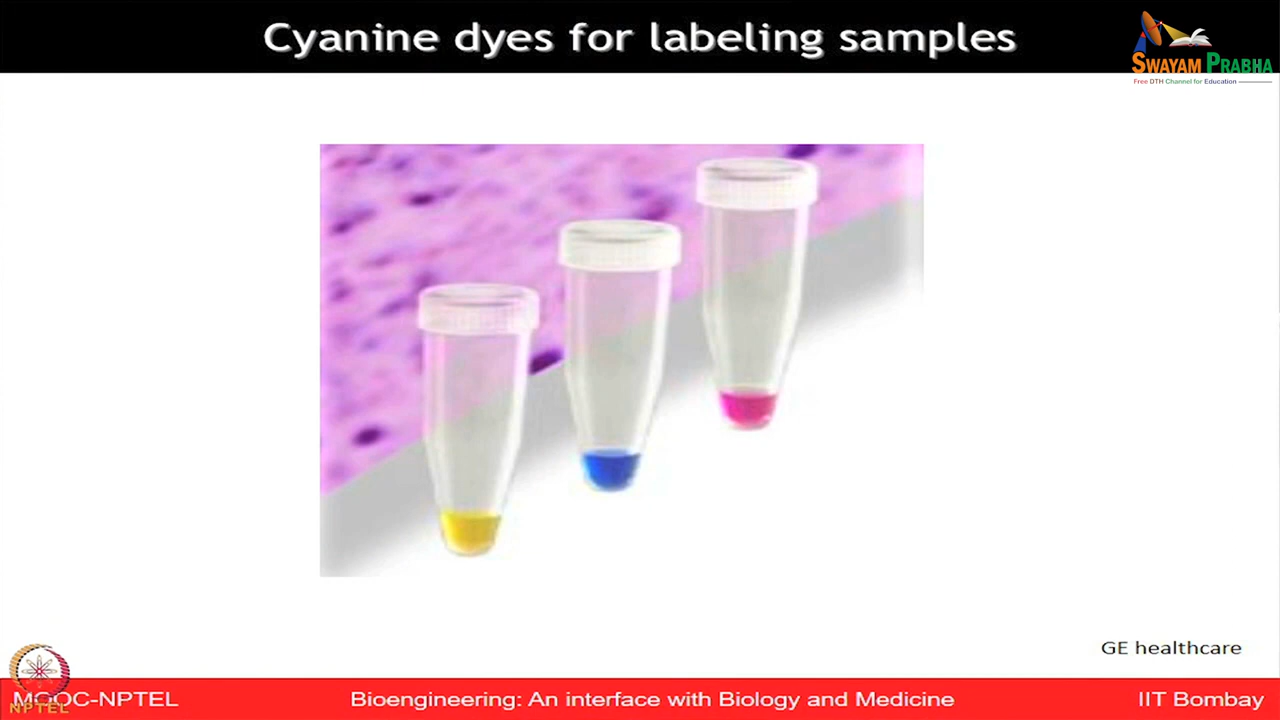 Cyanine dyes for labeling samples
SWAYAM PRABHA
Free DTH Channel for Education
GE healthcare
MOOC-NPTEL
Bioengineering: An interface with Biology and Medicine
IIT Bombay
NPTEL